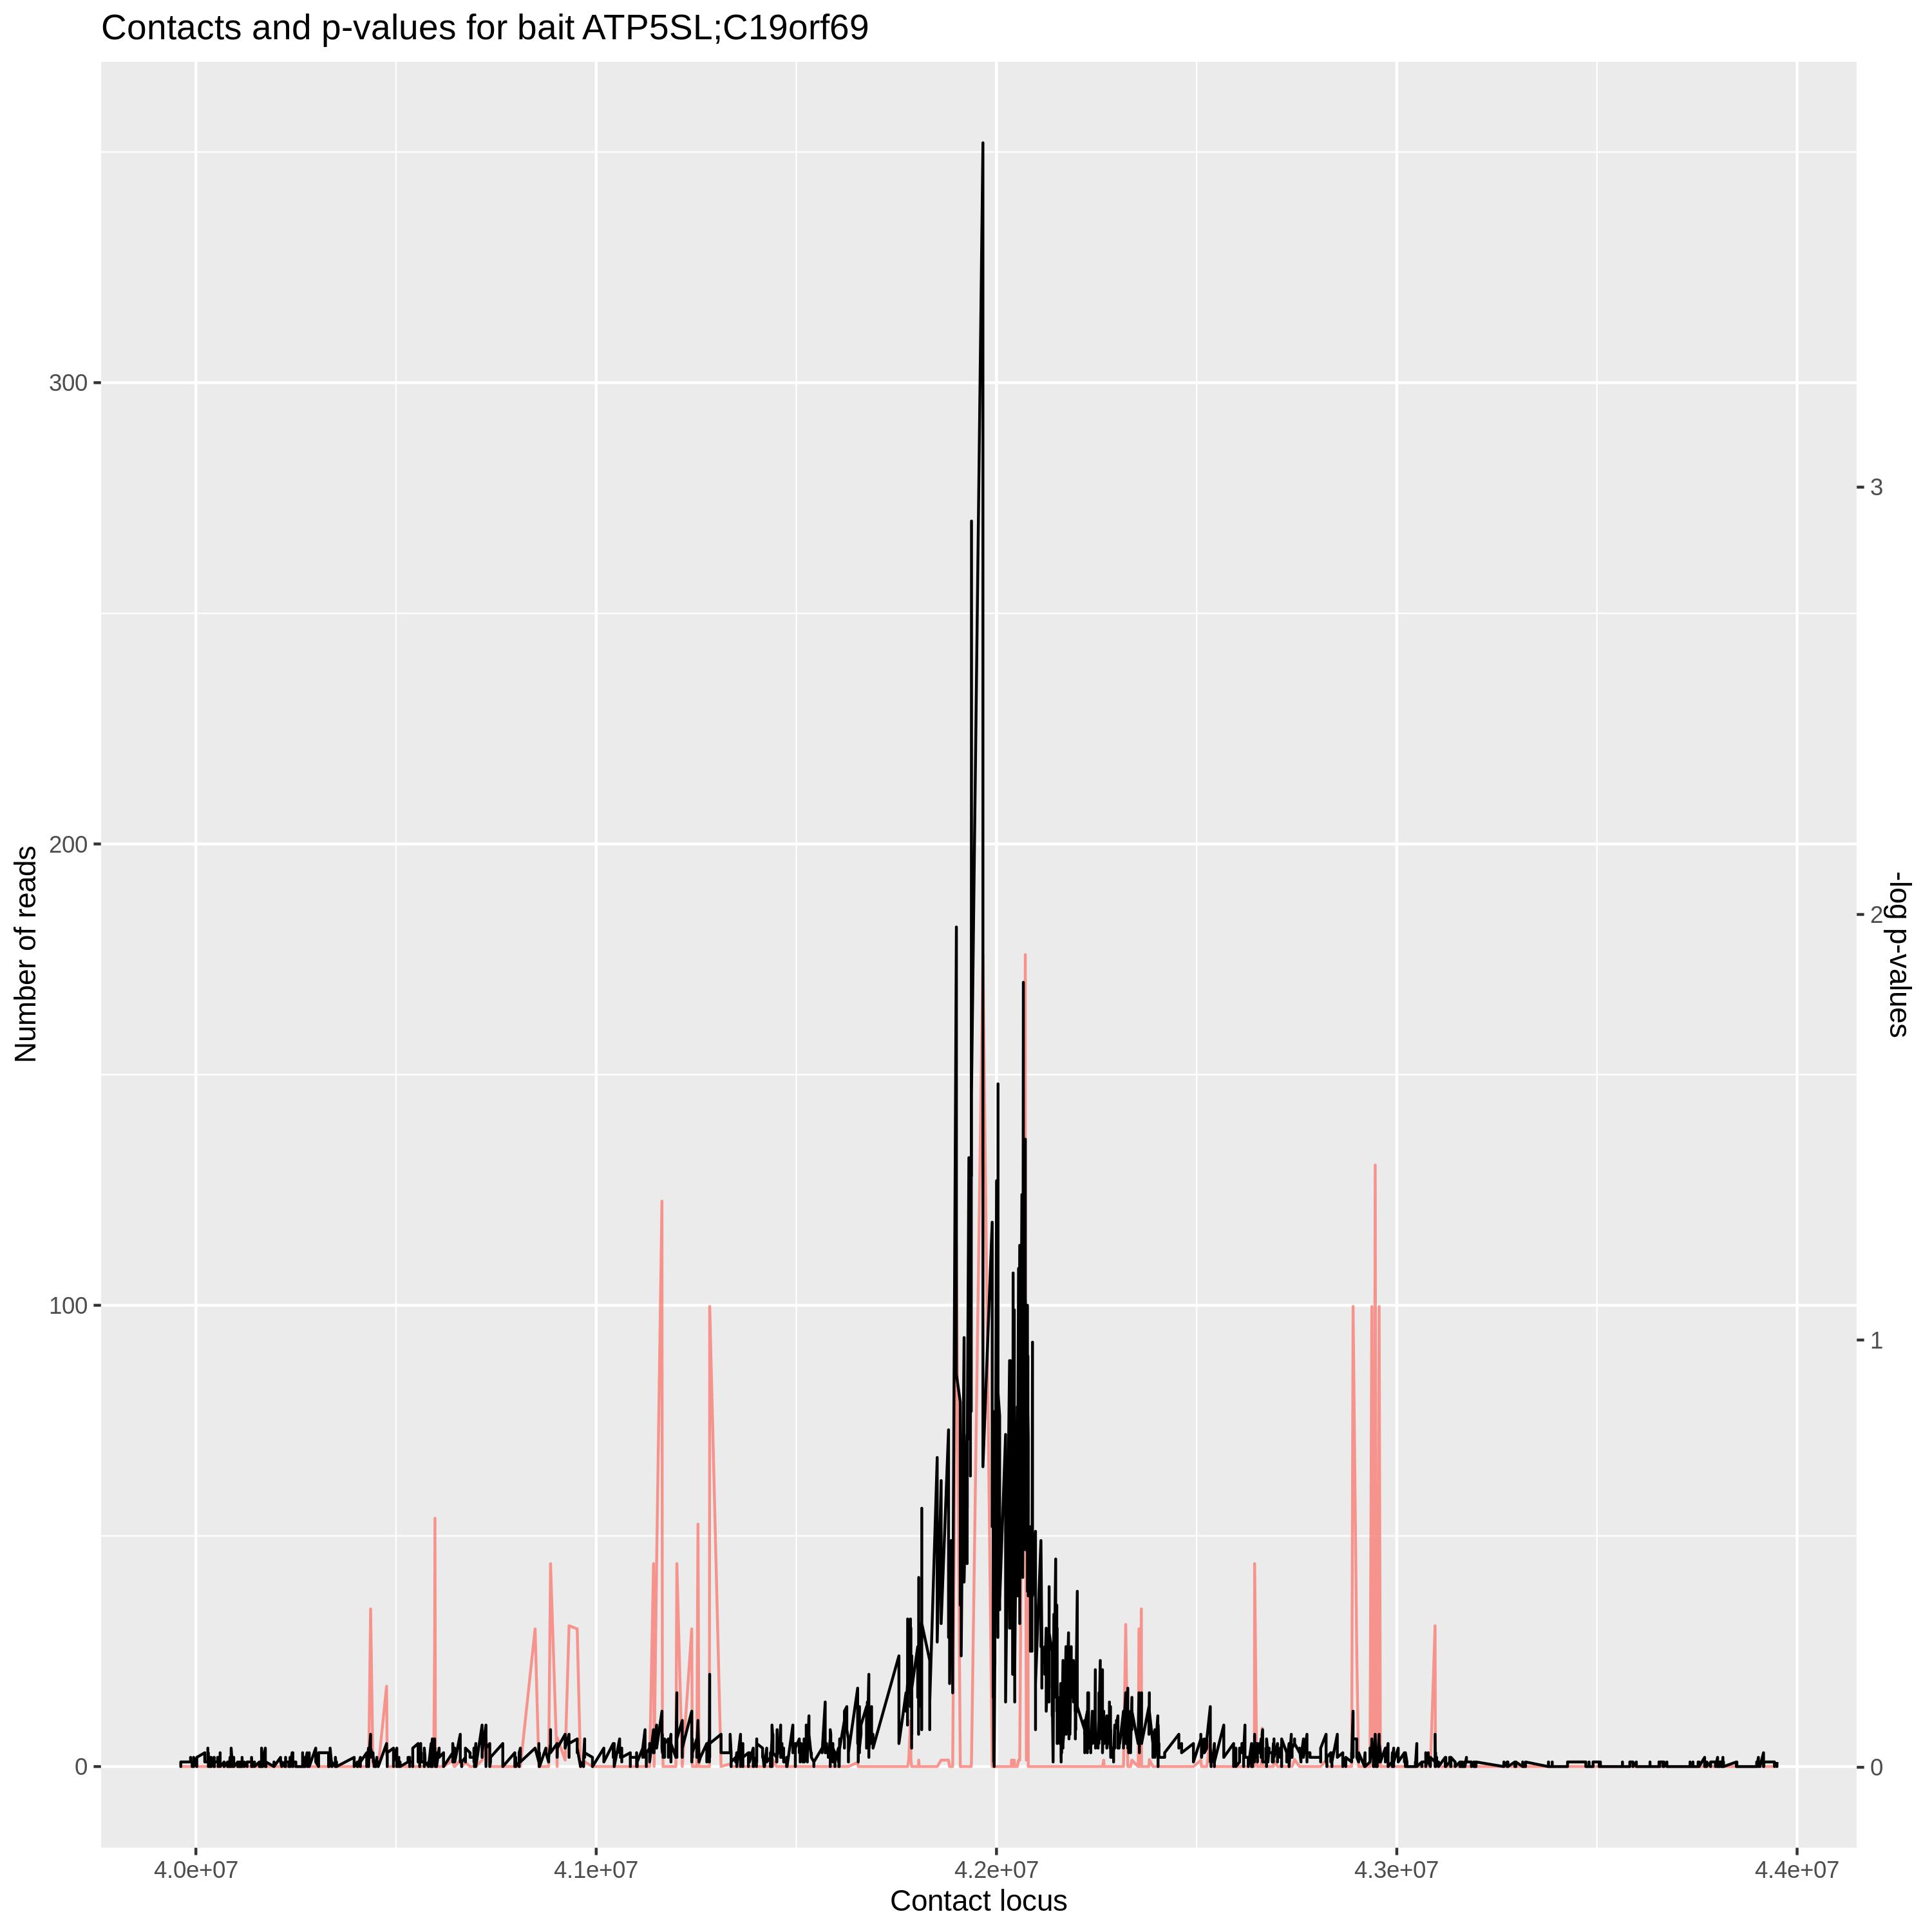 Contacts and p-values for bait ATP5SL;C19orf69
Number of reads
300
200
100
0
-log p-values
3
2
1
0
4.0e+07
4.1e+07
4.2e+07
4.3e+07
4.4e+07
Contact locus